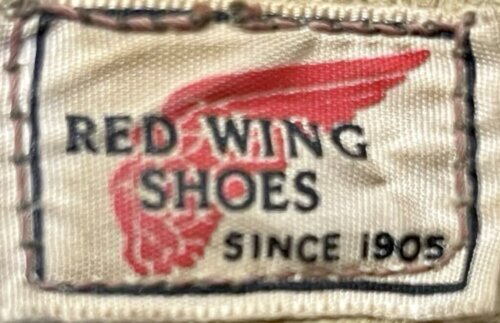 RED WING
SHOES
SINCE 1905